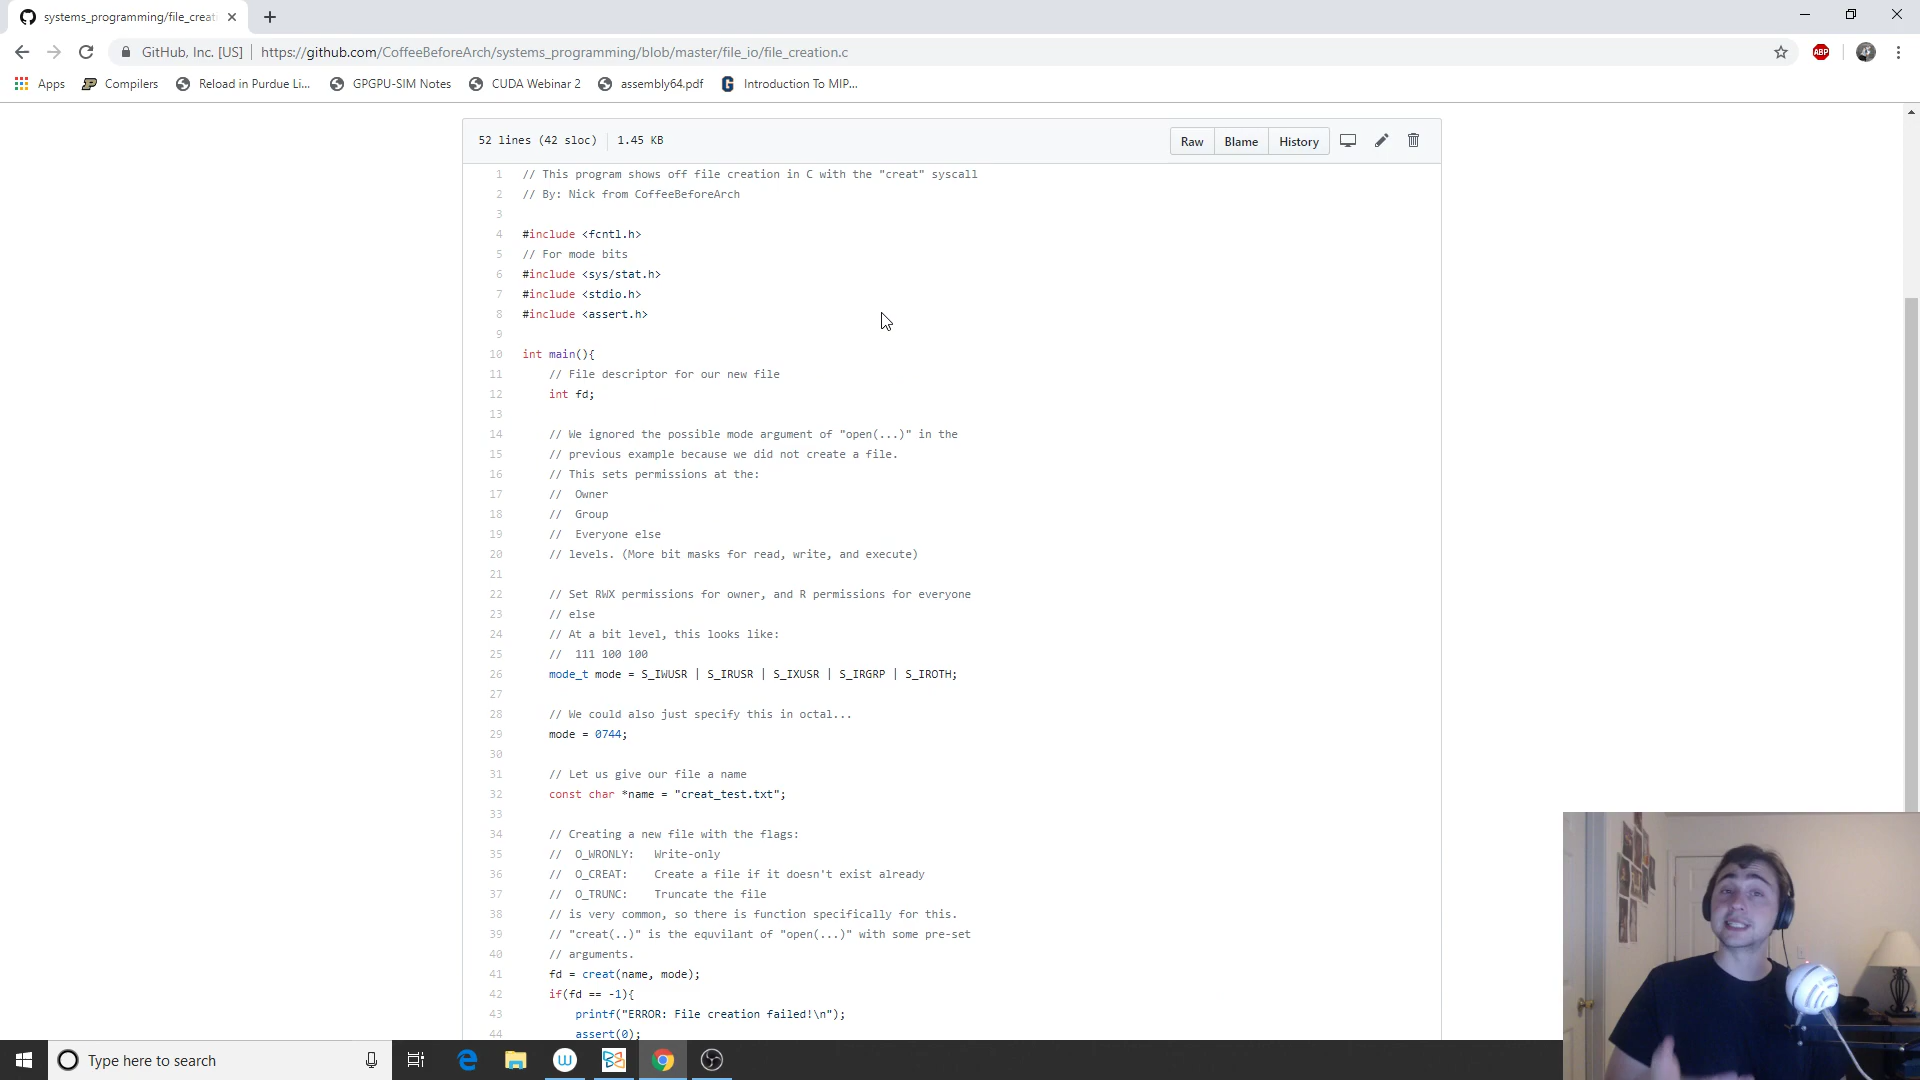 systems_programming/file_creati
GitHub, Inc. [US] https://github.com/CoffeeBeforeArch/systems_programming/blob/master/file_io/file_creation.c
ABP
Apps Compilers Reload in Purdue Li... GPGPU-SIM Notes CUDA Webinar 2 assembly64.pdf Introduction To MIP...
52 lines (42 sloc) 1.45 KB Raw Blame History
1 // This program shows off file creation in C with the "creat" syscall
2 // By: Nick from CoffeeBeforeArch
3
4 #include <fcntl.h>
5 // For mode bits
6 #include <sys/stat.h>
7 #include <stdio.h>
8 #include <assert.h>
9
10 int main(){
11 // File descriptor for our new file
12 int fd;
13
14 // We ignored the possible mode argument of "open(...)" in the
15 // previous example because we did not create a file.
16 // This sets permissions at the:
17 // Owner
18 // Group
19 // Everyone else
20 // levels. (More bit masks for read, write, and execute)
21
22 // Set RWX permissions for owner, and R permissions for everyone
23 // else
24 // At a bit level, this looks like:
25 // 111 100 100
26 mode_t mode = S_IWUSR | S_IRUSR | S_IXUSR | S_IRGRP | S_IROTH;
27
28 // We could also just specify this in octal...
29 mode = 0744;
30
31 // Let us give our file a name
32 const char *name = "creat_test.txt";
33
34 // Creating a new file with the flags:
35 // O_WRONLY: Write-only
36 // O_CREAT: Create a file if it doesn't exist already
37 // O_TRUNC: Truncate the file
38 // is very common, so there is function specifically for this.
39 // "creat(..)" is the equvilant of "open(...)" with some pre-set
40 // arguments.
41 fd = creat(name, mode);
42 if(fd == -1){
43 printf("ERROR: File creation failed!\n");
44 assert(0);
Type here to search